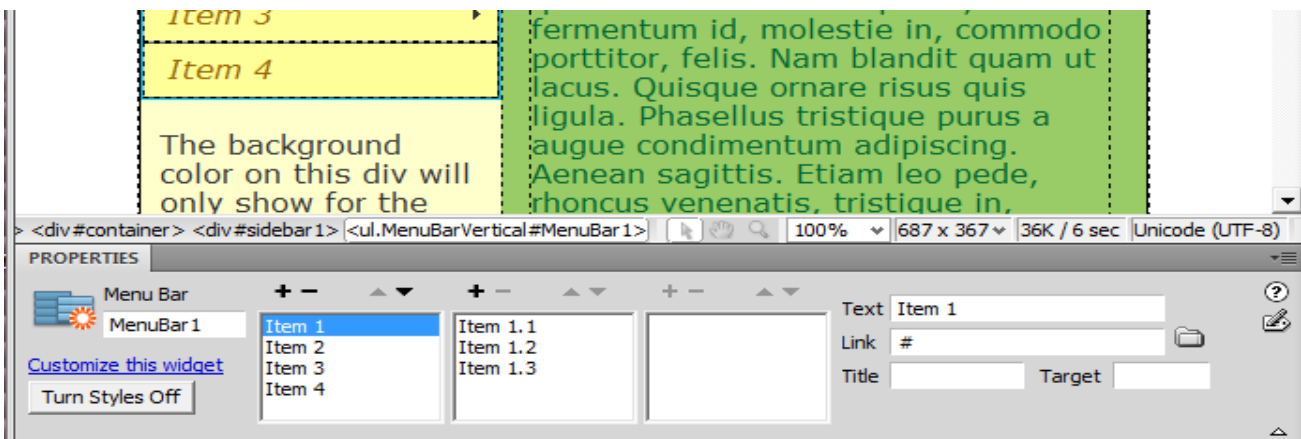 Item 3
Item 4
The background
color on this div will
only show for the
fermentum id, molestie in, commodo
porttitor, felis. Nam blandit quam ut
lacus. Quisque ornare risus quis
ligula. Phasellus tristique purus a
augue condimentum adipiscing.
Aenean sagittis. Etiam leo pede,
rhoncus venenatis, tristique in,
> <div#container> <div#sidebar1> <ul.MenuBarVertical#MenuBar1> 100% 687 x 367 36K / 6 sec Unicode (UTF-8)
PROPERTIES
Menu Bar
MenuBar1
Customize this widget
Turn Styles Off
Item 1
Item 2
Item 3
Item 4
Item 1.1
Item 1.2
Item 1.3
Text Item 1
Link #
Title Target